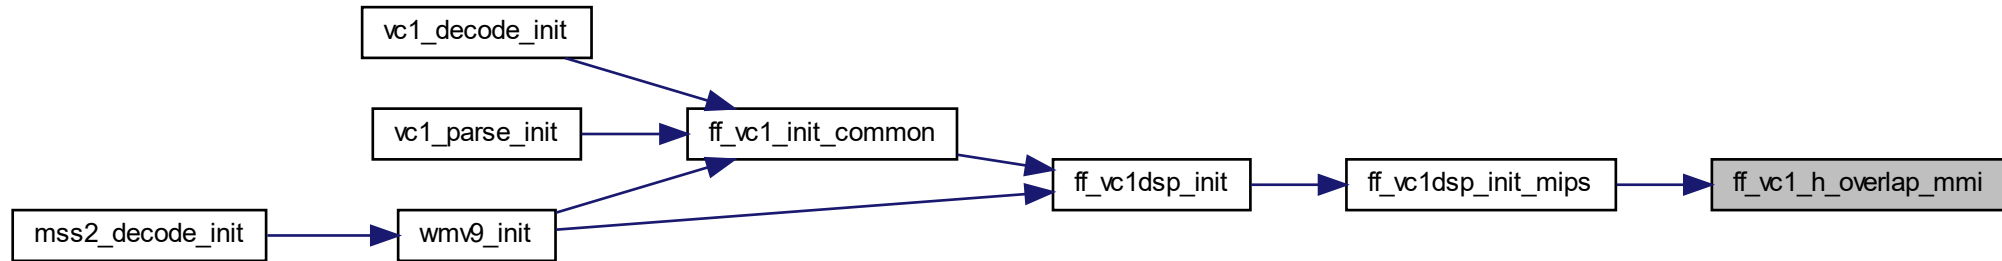 vc1_decode_init
vc1_parse_init
ff_vc1_init_common
ff_vc1dsp_init
ff_vc1dsp_init_mips
ff_vc1_h_overlap_mmi
mss2_decode_init
wmv9_init